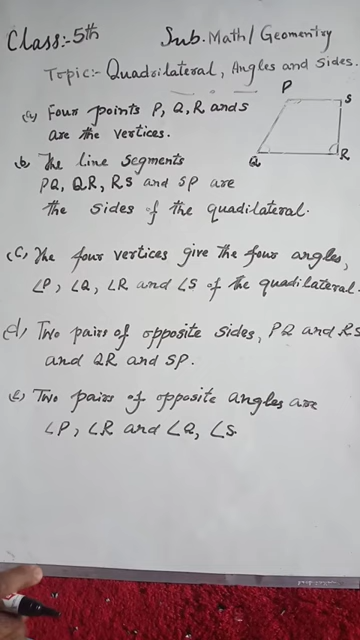 Class:- 5th Sub. Math/Geomentry
Topic:- Quadrilateral, Angles and sides.
P
S
Q
R
(a) Four points P, Q, R and S
are the vertices.
b. The line segments
PQ, QR, RS and SP are
the sides of the quadilateral.
(c) The four vertices give the four angles,
∠P, ∠Q, ∠R and ∠S of the quadilateral.
(d) Two pairs of opposite sides, PQ and RS
and QR and SP.
(e) Two pairs of opposite angles are
∠P, ∠R and ∠Q, ∠S.